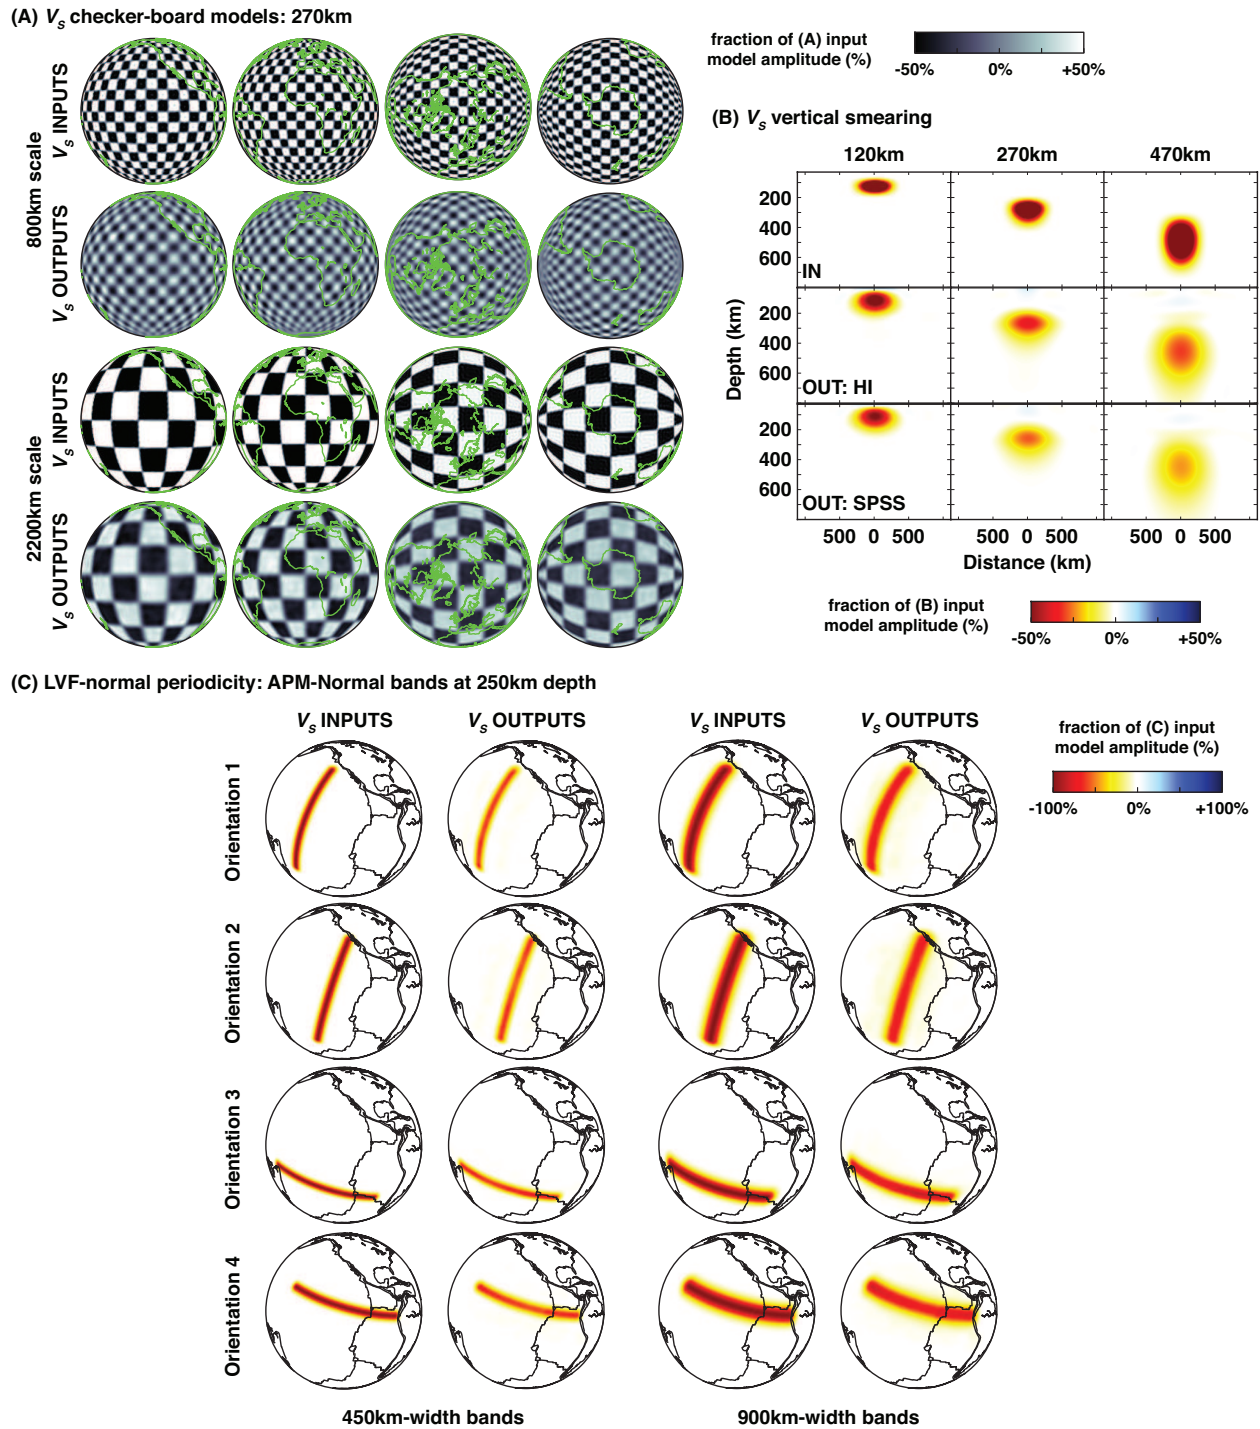 (A) Vs checker-board models: 270km
800km scale
Vs INPUTS
Vs OUTPUTS
2200km scale
Vs INPUTS
Vs OUTPUTS
fraction of (A) input
model amplitude (%)
-50% 0% +50%
(B) Vs vertical smearing
120km 270km 470km
200
400
600
IN
200
400
600
OUT: HI
200
400
600
OUT: SPSS
Depth (km)
500 0 500 500 0 500 500 0 500
Distance (km)
fraction of (B) input
model amplitude (%)
-50% 0% +50%
(C) LVF-normal periodicity: APM-Normal bands at 250km depth
Vs INPUTS Vs OUTPUTS Vs INPUTS Vs OUTPUTS
fraction of (C) input
model amplitude (%)
-100% 0% +100%
Orientation 1
Orientation 2
Orientation 3
Orientation 4
450km-width bands 900km-width bands